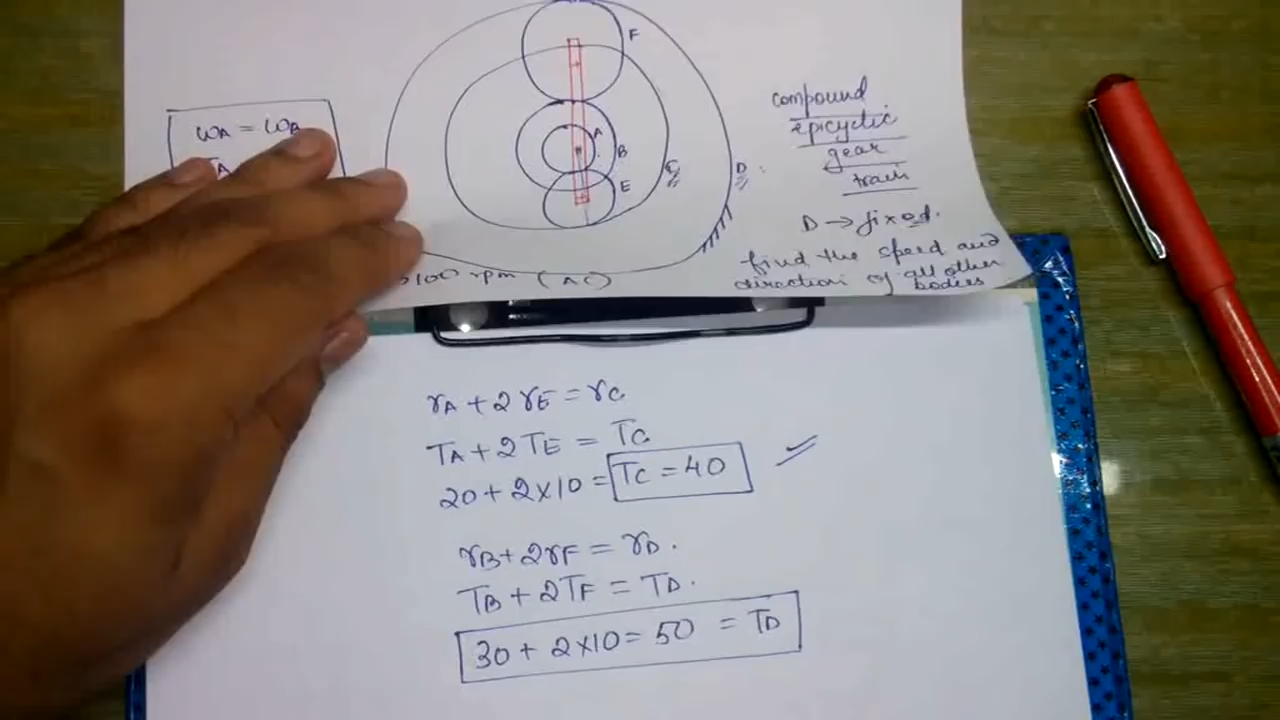 F
ωA = ωB
A
B
E
C
D
compound
epicyclic
gear
train
D → fixed.
find the speed and
direction of all other
bodies
100 rpm (AC)
rA + 2rE = rC
TA + 2TE = TC
20 + 2×10 = TC = 40
rB + 2rF = rD.
TB + 2TF = TD.
30 + 2×10 = 50 = TD